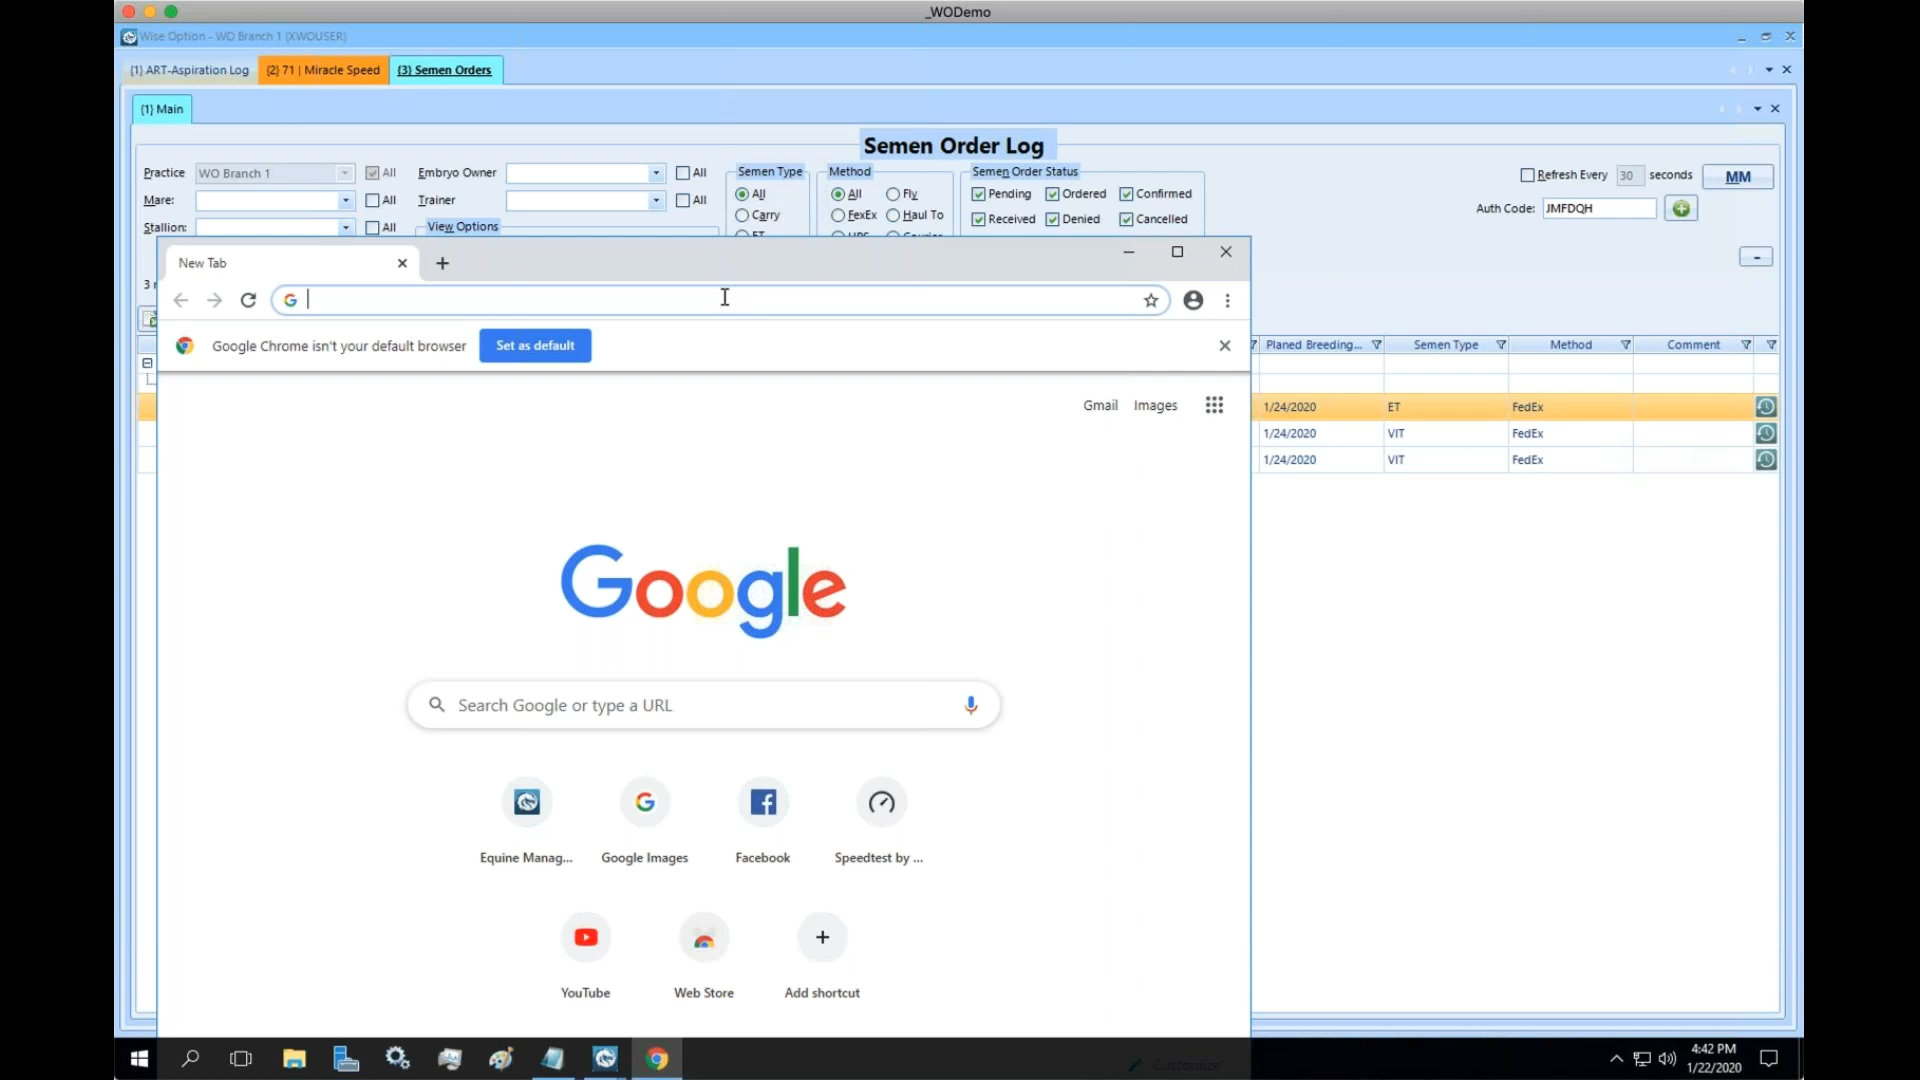 _WODemo
Wise Option - WO Branch 1 (XWOUSER)
{1} ART-Aspiration Log {2} 71 | Miracle Speed {3} Semen Orders
{1} Main
Semen Order Log
Practice WO Branch 1 All Embryo Owner All Semen Type Method Semen Order Status Refresh Every 30 seconds MM
All All Fly Pending Ordered Confirmed
Mare: All Trainer All Auth Code: JMFDQH
Carry FexEx Haul To Received Denied Cancelled
Stallion: All View Options
New Tab
3
Google Chrome isn't your default browser Set as default
Planed Breeding... Semen Type Method Comment
Gmail Images
1/24/2020 ET FedEx
1/24/2020 VIT FedEx
1/24/2020 VIT FedEx
Google
Search Google or type a URL
Equine Manag... Google Images Facebook Speedtest by ...
YouTube Web Store Add shortcut
Customize
4:42 PM
1/22/2020